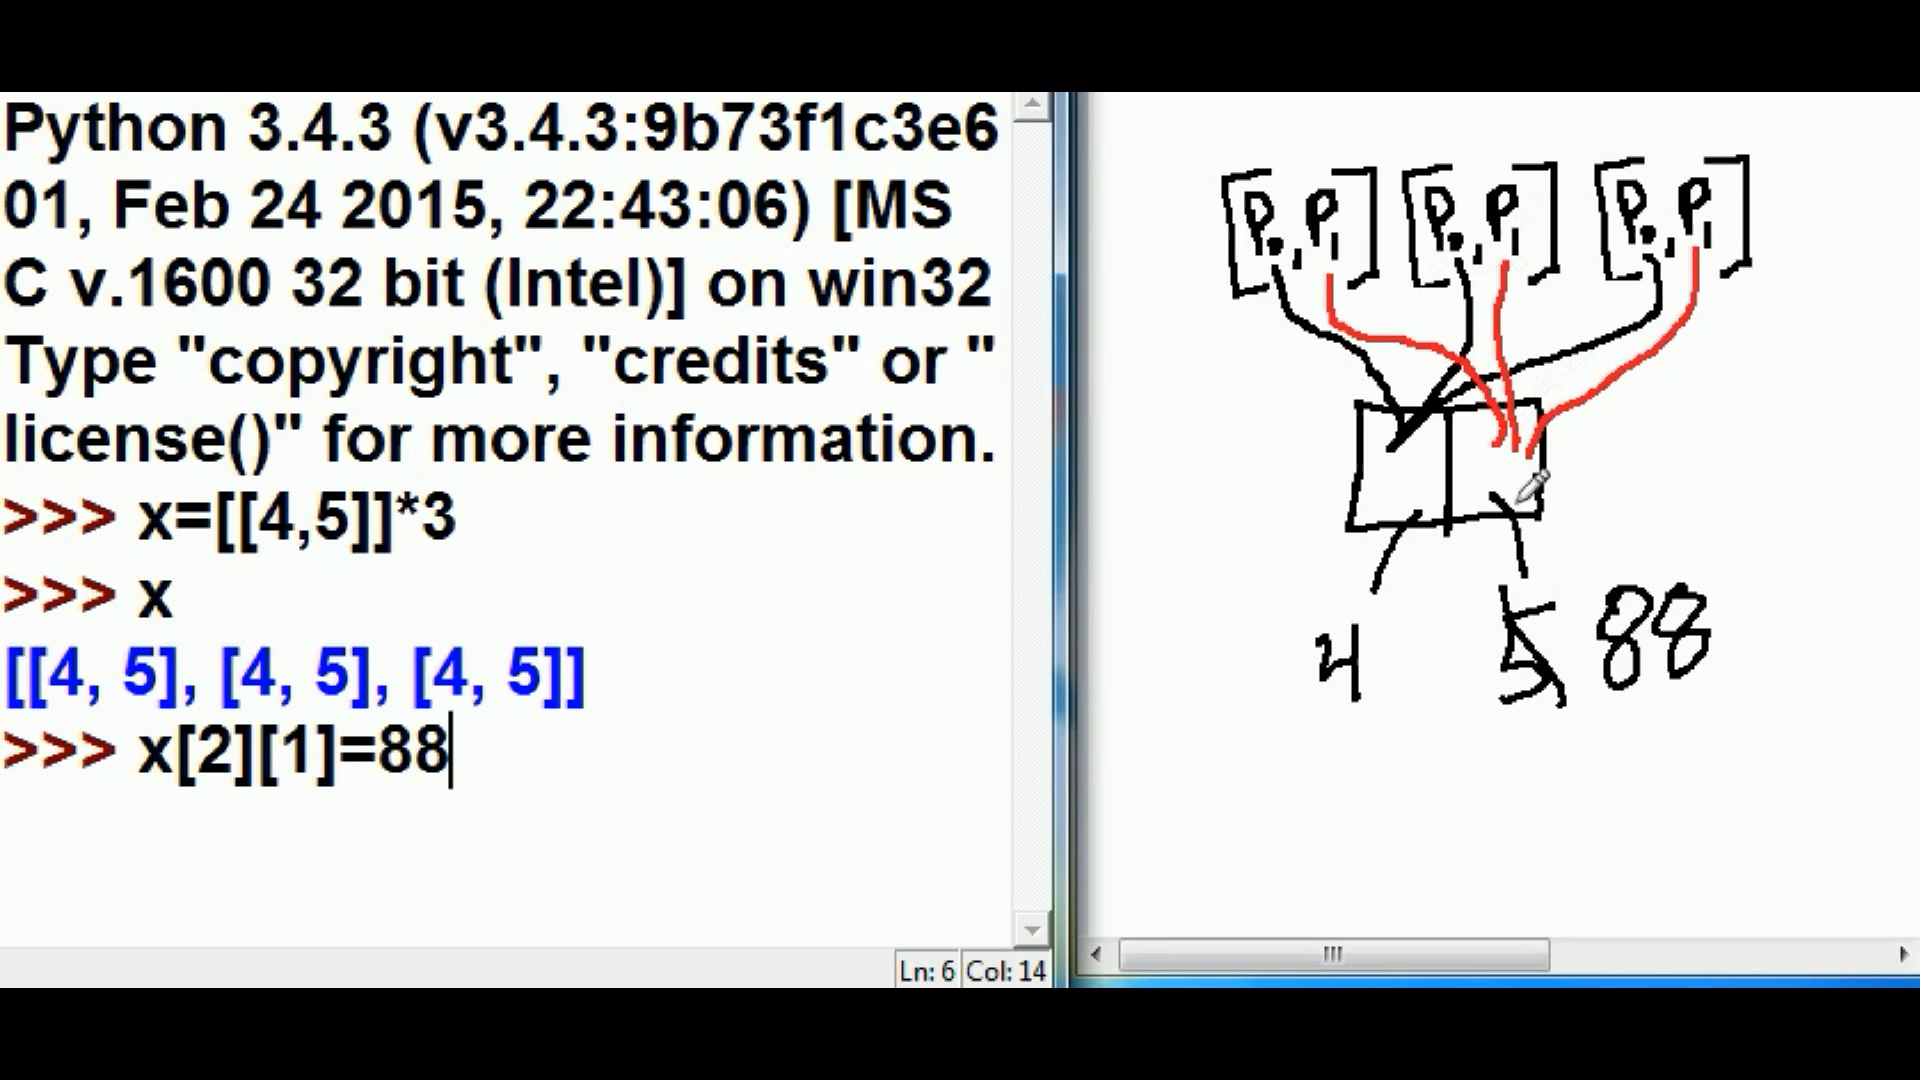 Python 3.4.3 (v3.4.3:9b73f1c3e6
01, Feb 24 2015, 22:43:06) [MS
C v.1600 32 bit (Intel)] on win32
Type "copyright", "credits" or "
license()" for more information.
>>> x=[[4,5]]*3
>>> x
[[4, 5], [4, 5], [4, 5]]
>>> x[2][1]=88
Ln: 6 Col: 14
[P0,P1] [P0,P1] [P0,P1]
4 5 88